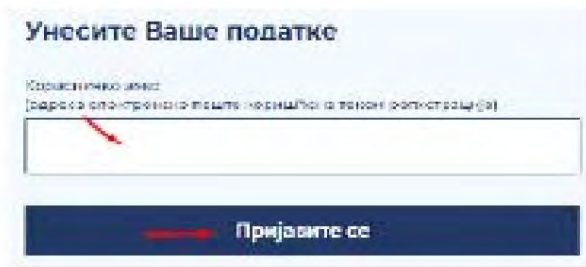 Унесите Ваше податке
Корисничко име
(адреса електронске поште коришћена током регистрације)
Пријавите се